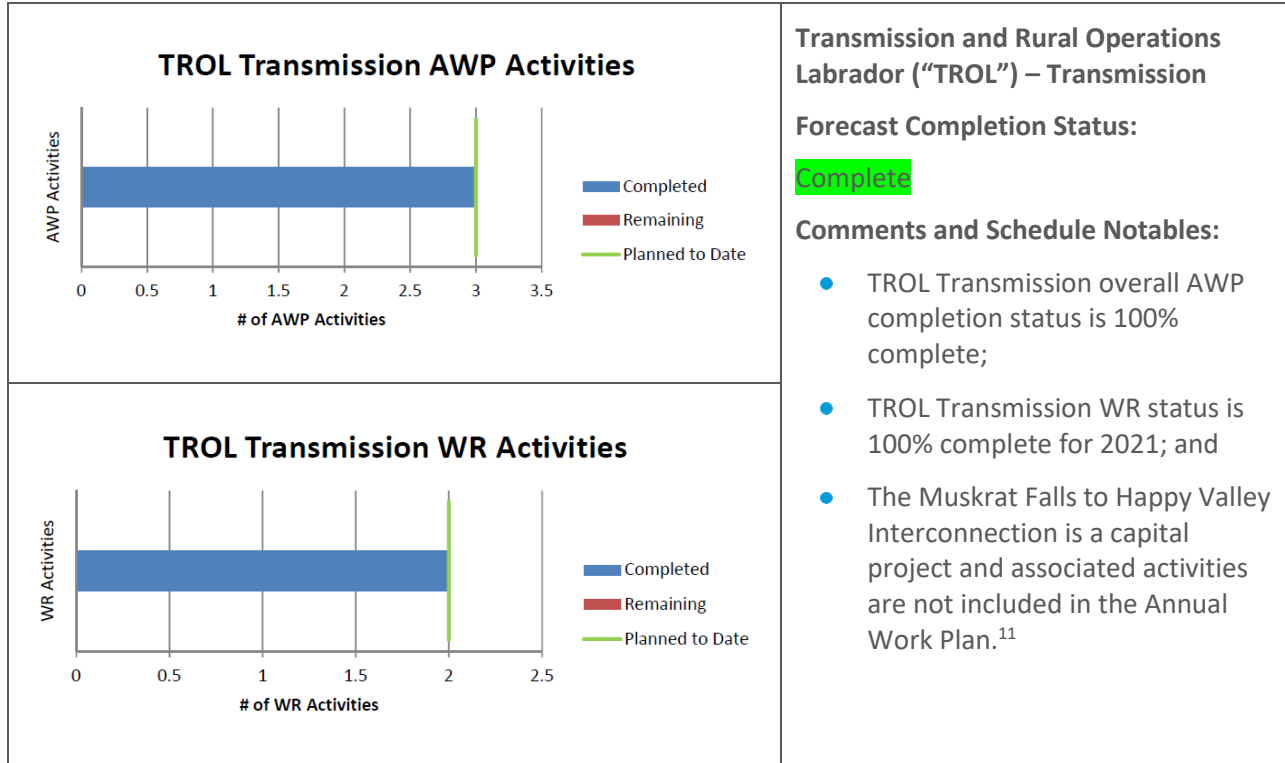 TROL Transmission AWP Activities
AWP Activities
Completed
Remaining
Planned to Date
0 0.5 1 1.5 2 2.5 3 3.5
# of AWP Activities
TROL Transmission WR Activities
WR Activities
Completed
Remaining
Planned to Date
0 0.5 1 1.5 2 2.5
# of WR Activities
Transmission and Rural Operations
Labrador (“TROL”) – Transmission
Forecast Completion Status:
Complete
Comments and Schedule Notables:
• TROL Transmission overall AWP
completion status is 100%
complete;
• TROL Transmission WR status is
100% complete for 2021; and
• The Muskrat Falls to Happy Valley
Interconnection is a capital
project and associated activities
are not included in the Annual
Work Plan.¹¹